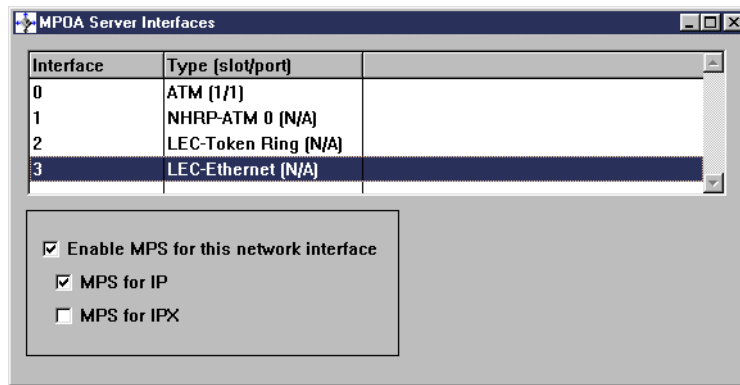 MPOA Server Interfaces
Interface Type (slot/port)
0 ATM (1/1)
1 NHRP-ATM 0 (N/A)
2 LEC-Token Ring (N/A)
3 LEC-Ethernet (N/A)
Enable MPS for this network interface
MPS for IP
MPS for IPX